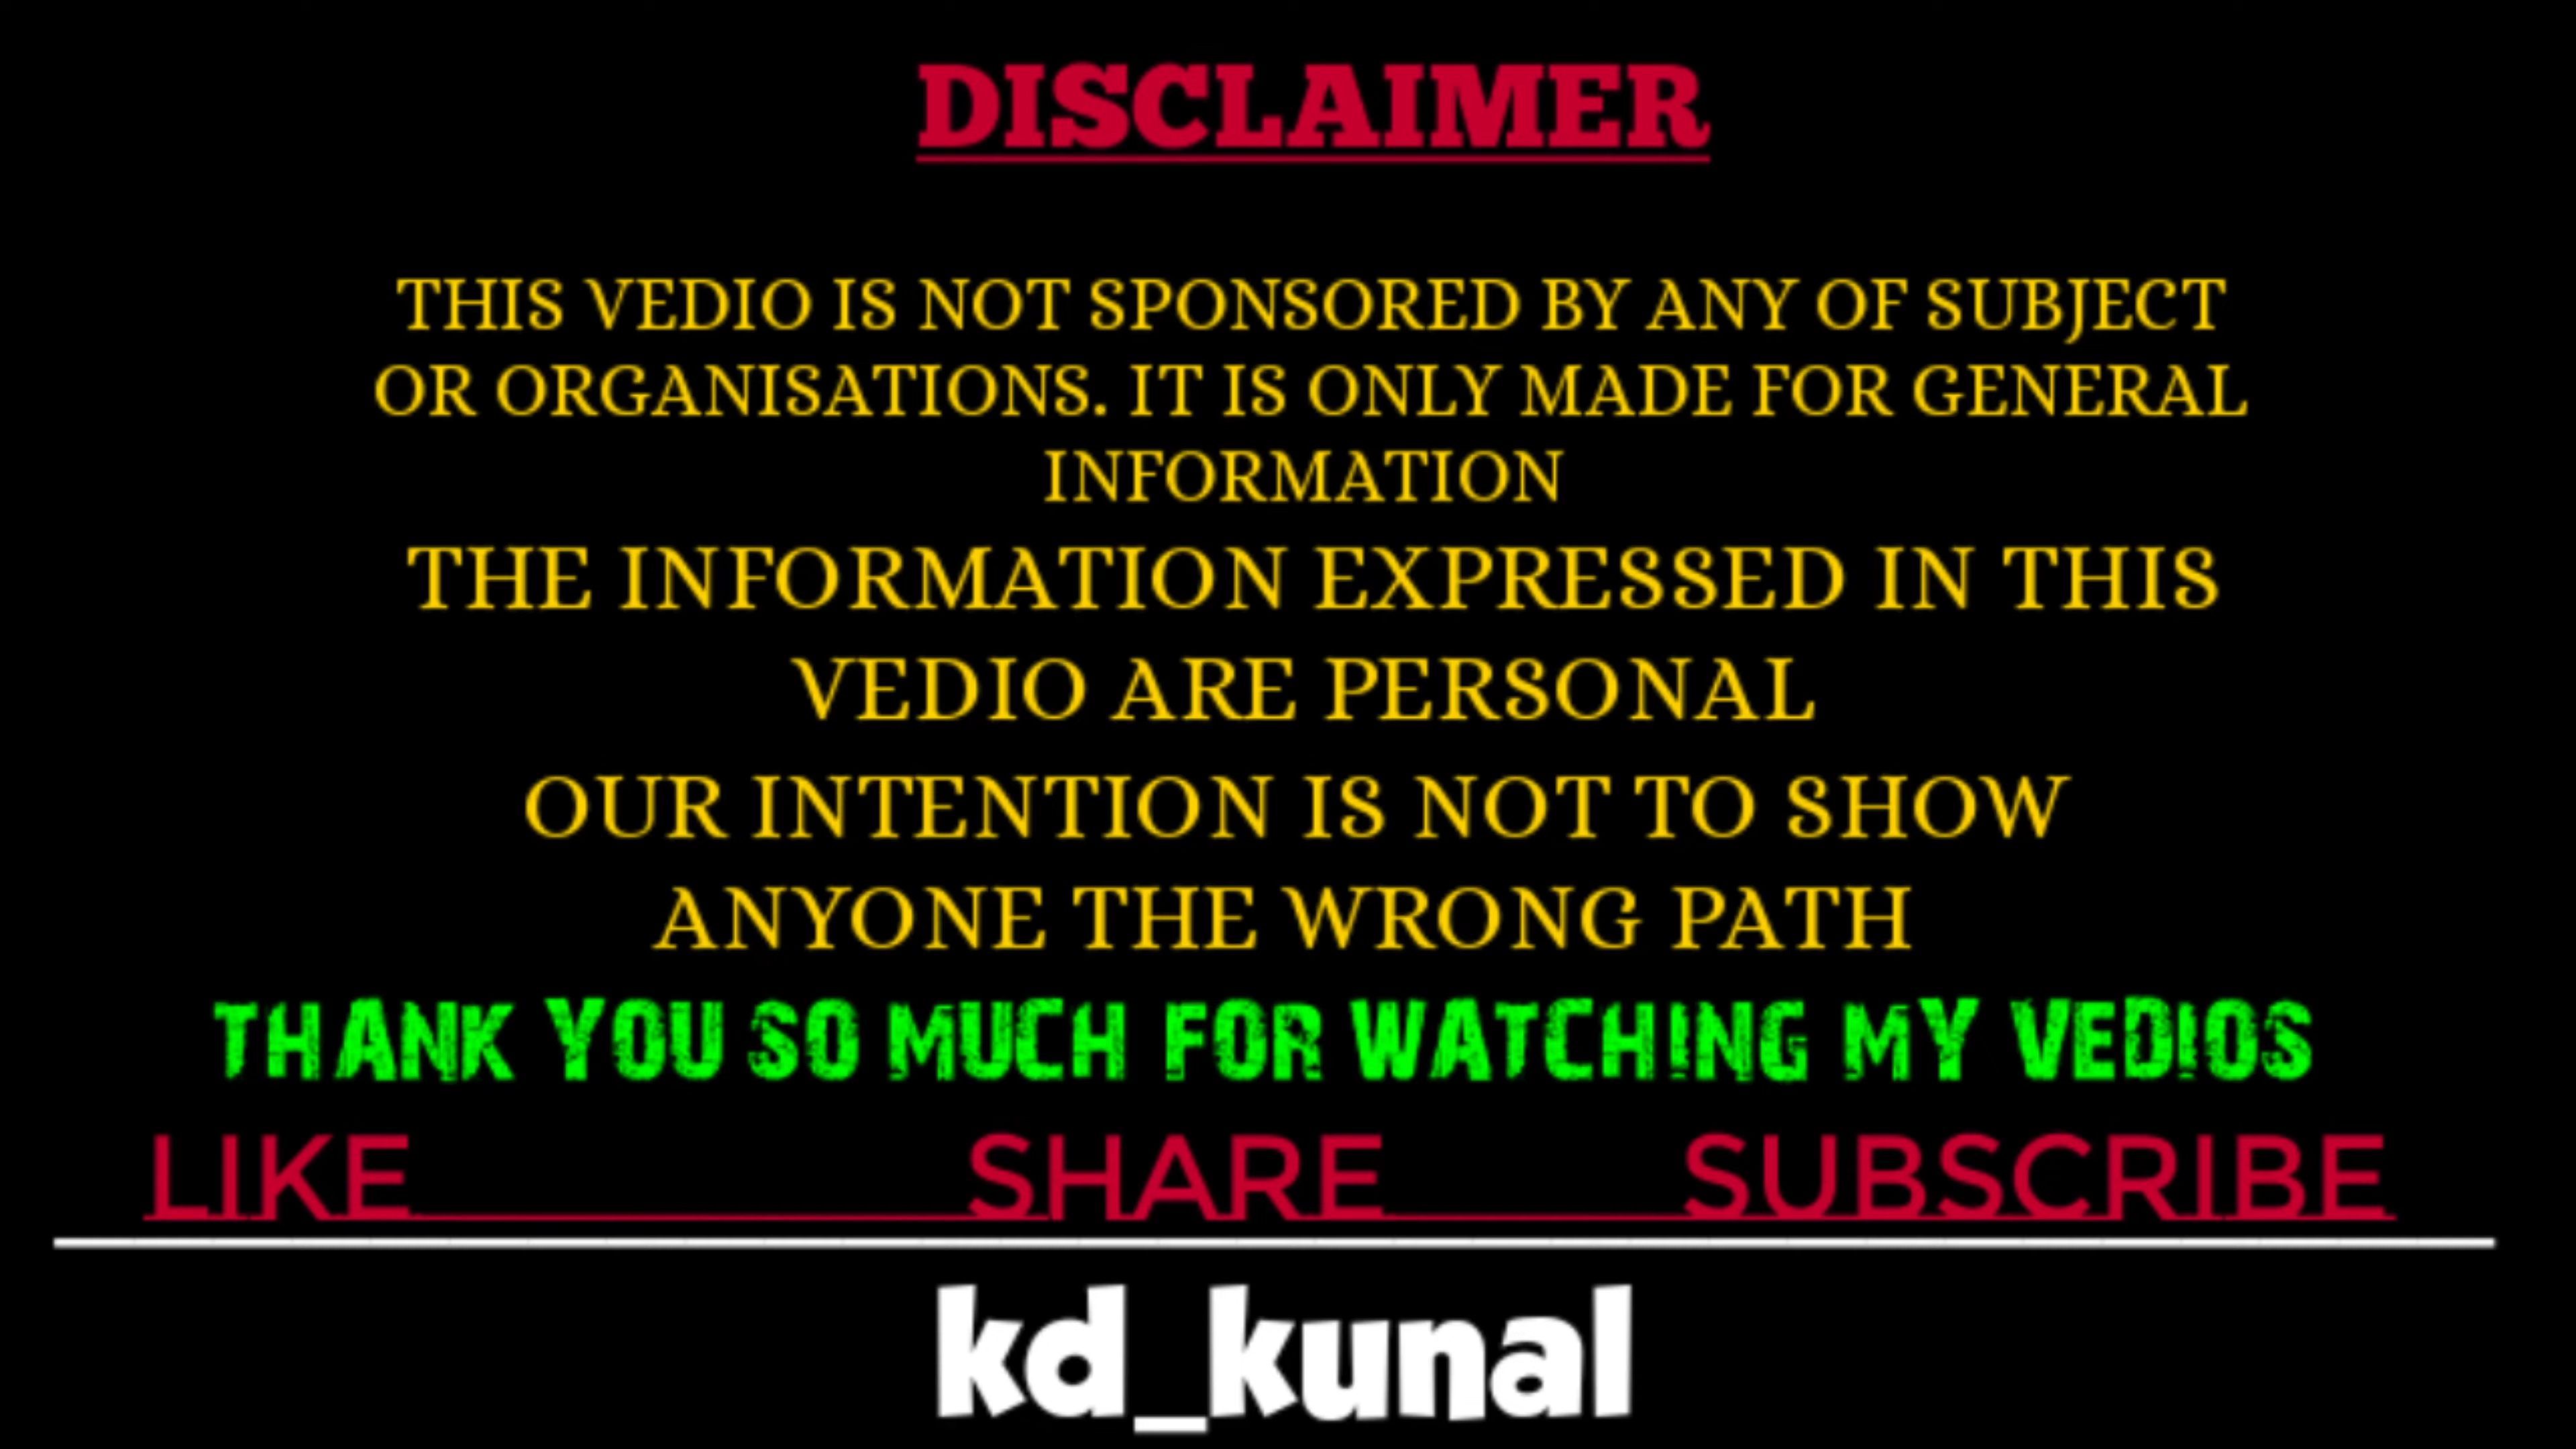 DISCLAIMER
THIS VEDIO IS NOT SPONSORED BY ANY OF SUBJECT
OR ORGANISATIONS. IT IS ONLY MADE FOR GENERAL
INFORMATION
THE INFORMATION EXPRESSED IN THIS
VEDIO ARE PERSONAL
OUR INTENTION IS NOT TO SHOW
ANYONE THE WRONG PATH
THANK YOU SO MUCH FOR WATCHING MY VEDIOS
LIKE SHARE SUBSCRIBE
kd_kunal